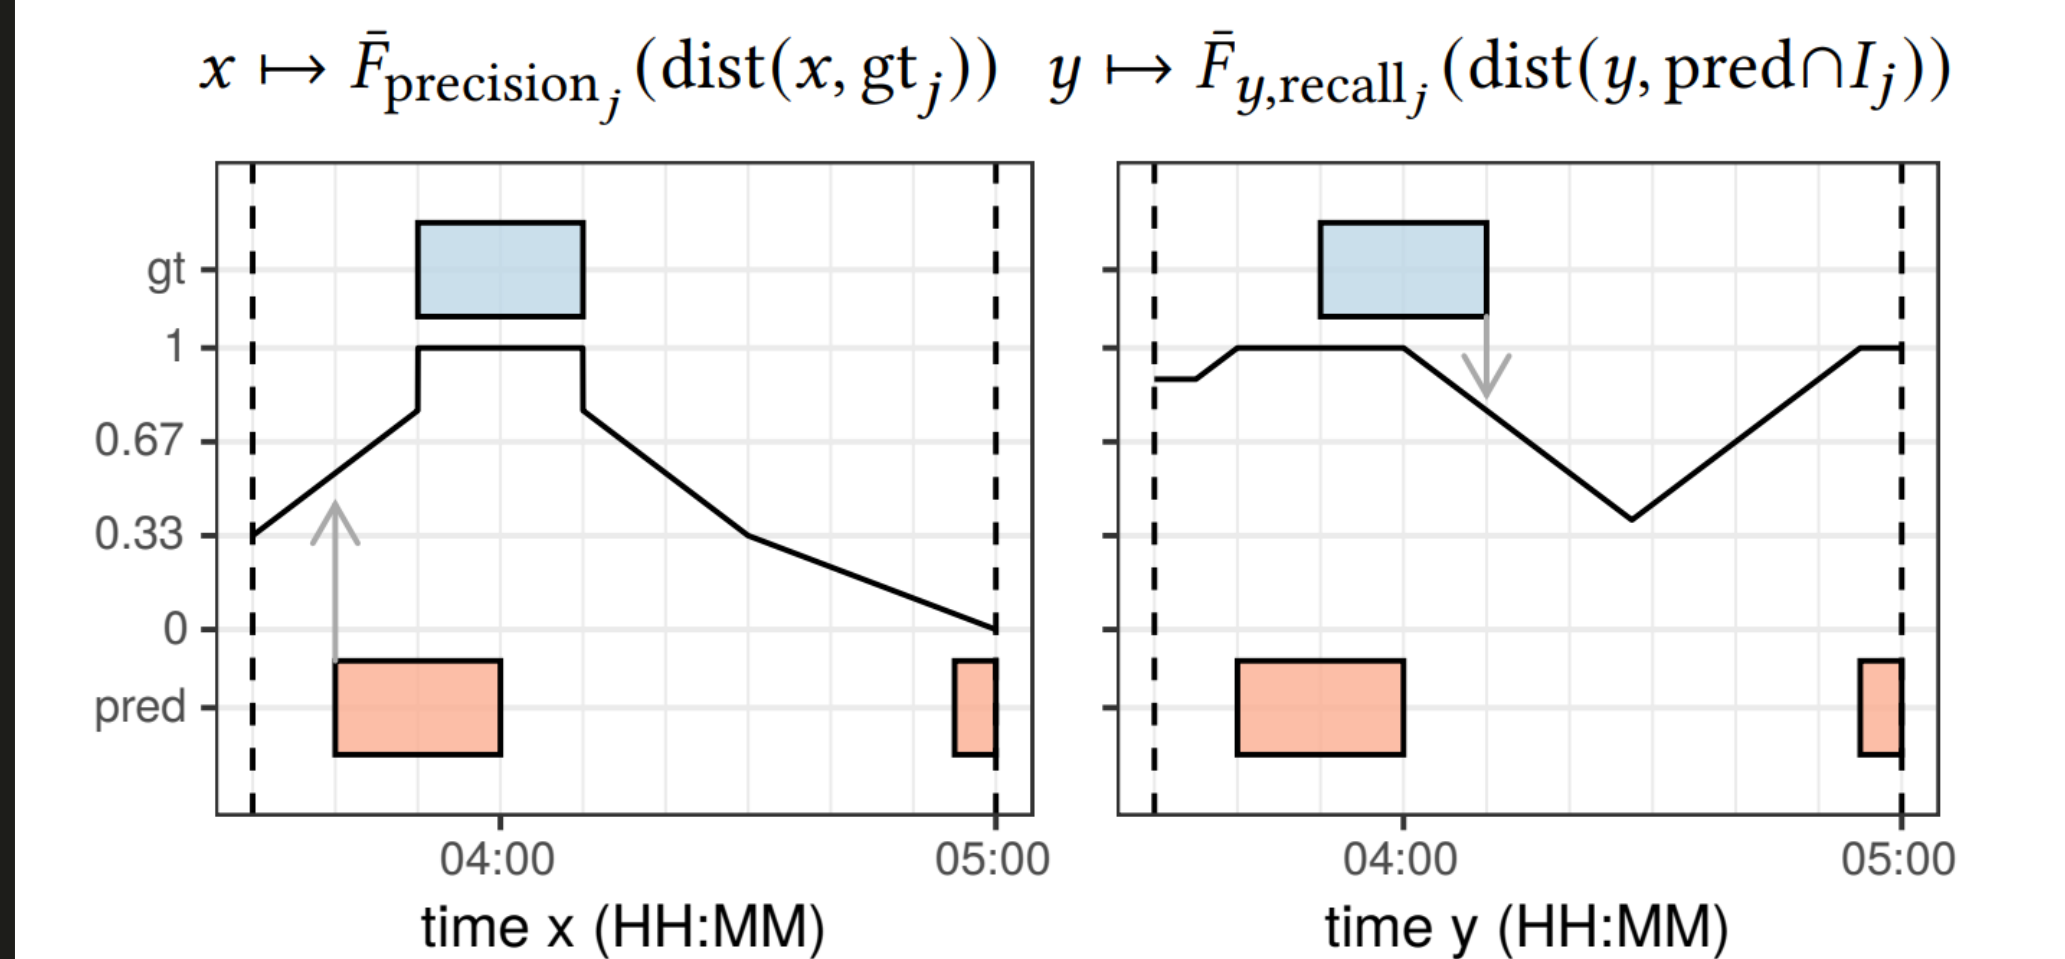 x ↦ F̄precisionj(dist(x, gtj)) y ↦ F̄y,recallj(dist(y, pred∩Ij))
gt
1
0.67
0.33
0
pred
04:00 05:00 04:00 05:00
time x (HH:MM) time y (HH:MM)